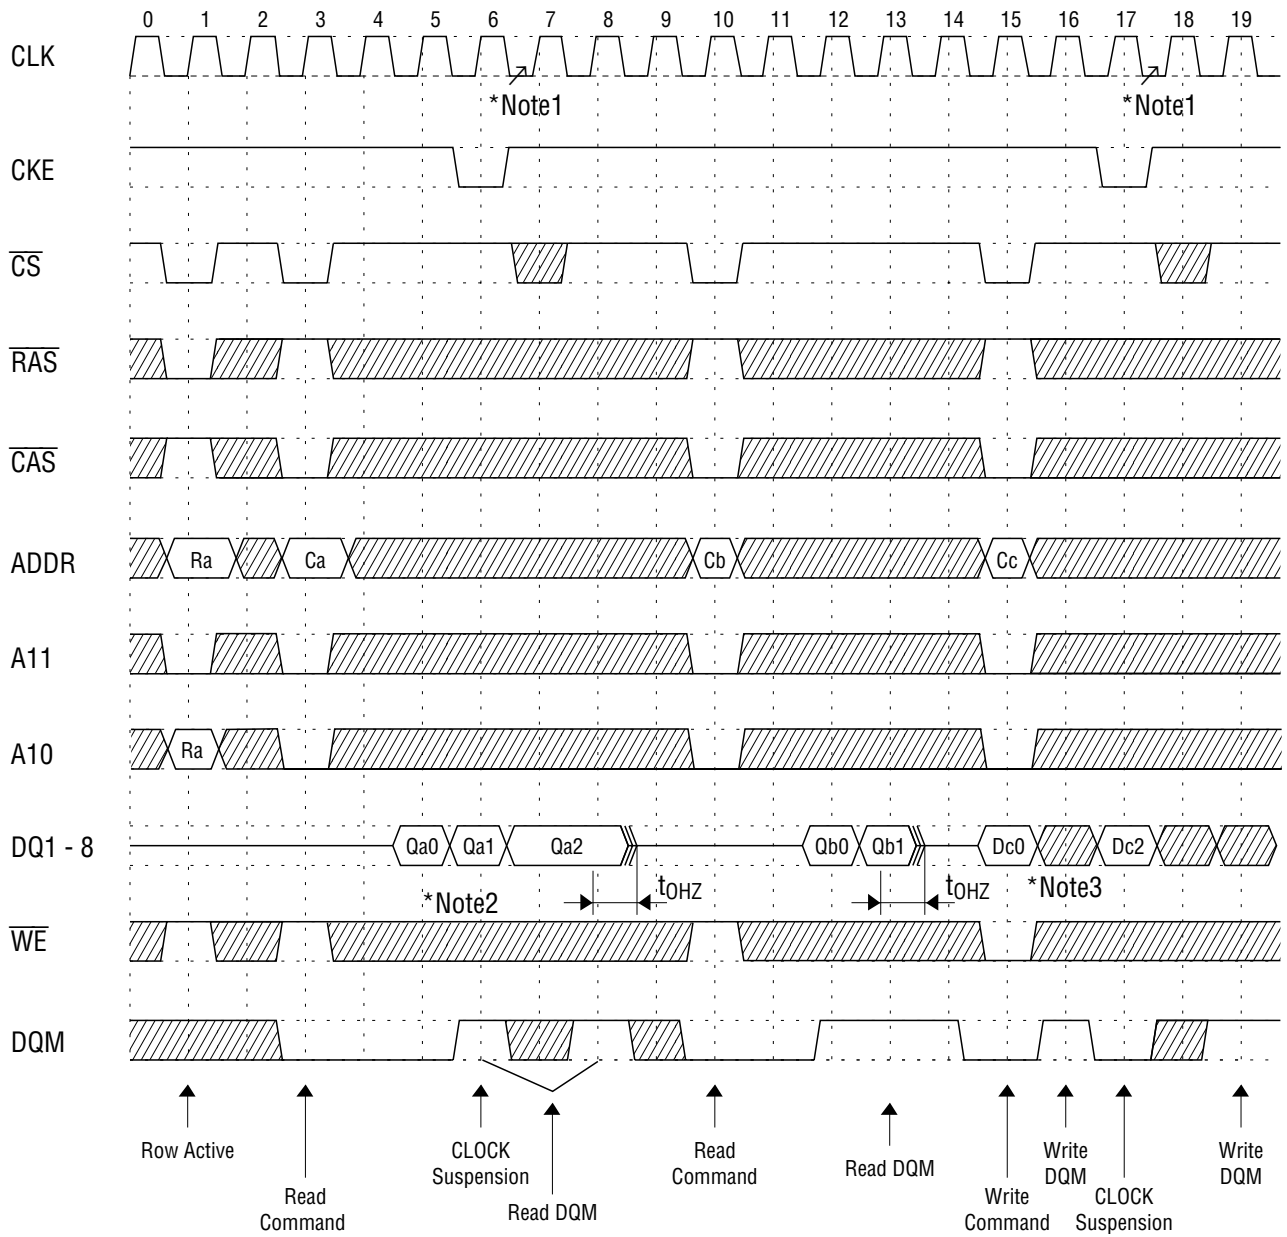 0 1 2 3 4 5 6 7 8 9 10 11 12 13 14 15 16 17 18 19
CLK
*Note1 *Note1
CKE
CS
RAS
CAS
ADDR Ra Ca Cb Cc
A11
A10 Ra
DQ1 - 8 Qa0 Qa1 Qa2 Qb0 Qb1 Dc0 Dc2
*Note2 tOHZ tOHZ *Note3
WE
DQM
Row Active
Read
Command
CLOCK
Suspension
Read DQM
Read
Command
Read DQM
Write
Command
Write
DQM
CLOCK
Suspension
Write
DQM